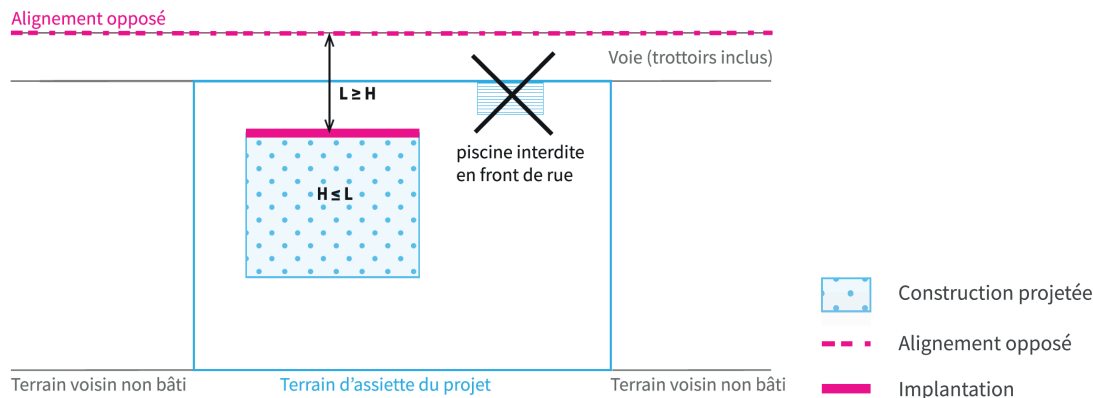 Alignement opposé
Voie (trottoirs inclus)
L ≥ H
piscine interdite
en front de rue
H ≤ L
Construction projetée
Alignement opposé
Terrain voisin non bâti
Terrain d’assiette du projet
Terrain voisin non bâti
Implantation